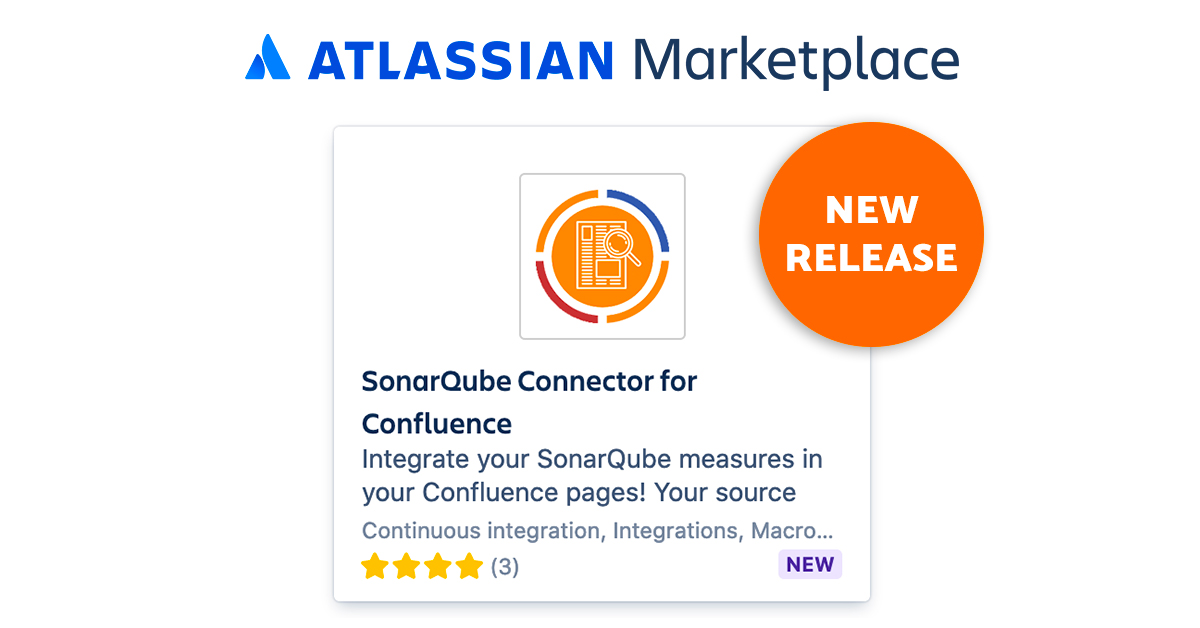 ATLASSIAN Marketplace
NEW
RELEASE
SonarQube Connector for
Confluence
Integrate your SonarQube measures in
your Confluence pages! Your source
Continuous integration, Integrations, Macro...
(3)
NEW